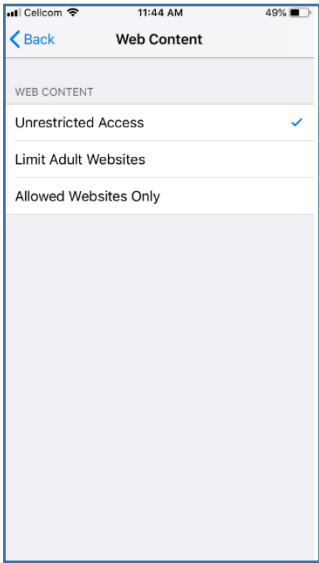 Cellcom 11:44 AM 49%
Back Web Content
WEB CONTENT
Unrestricted Access
Limit Adult Websites
Allowed Websites Only